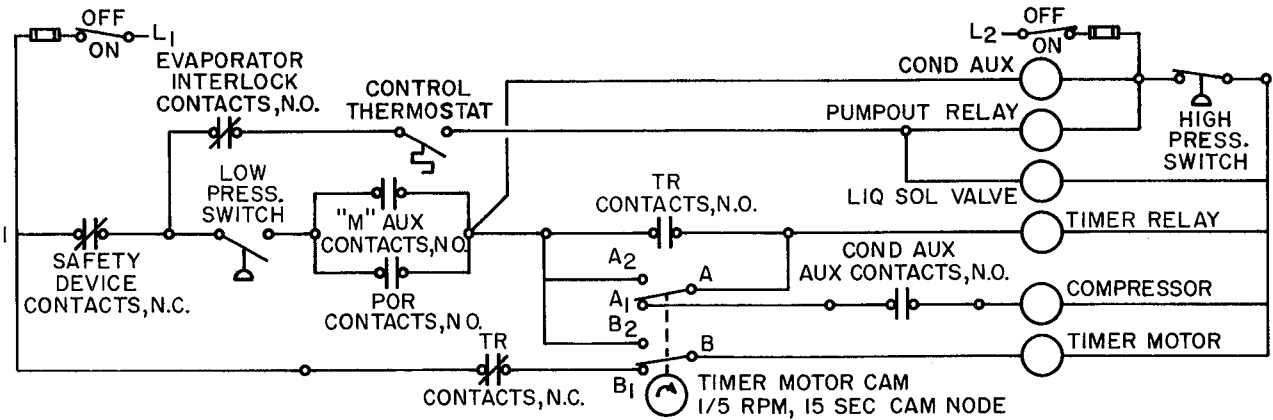 OFF
ON
L1
L2
OFF
ON
EVAPORATOR
INTERLOCK
CONTACTS,N.O.
CONTROL
THERMOSTAT
COND AUX
PUMPOUT RELAY
HIGH
PRESS.
SWITCH
LIQ SOL VALVE
LOW
PRESS.
SWITCH
"M" AUX
CONTACTS,N.O.
TR
CONTACTS,N.O.
TIMER RELAY
I
SAFETY
DEVICE
CONTACTS,N.C.
POR
CONTACTS,N.O.
A2
A
A1
COND AUX
AUX CONTACTS,N.O.
COMPRESSOR
B2
B
B1
TIMER MOTOR
TR
CONTACTS,N.C.
TIMER MOTOR CAM
1/5 RPM, 15 SEC CAM NODE